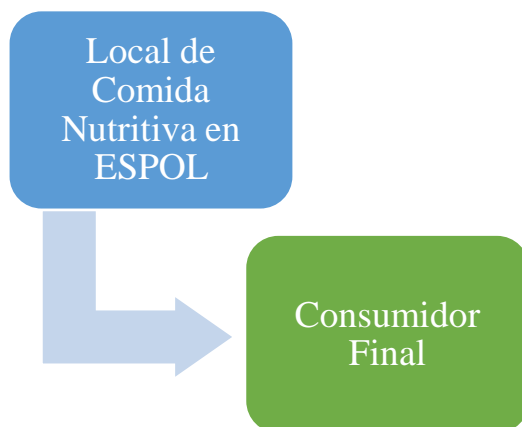 Local de
Comida
Nutritiva en
ESPOL
Consumidor
Final